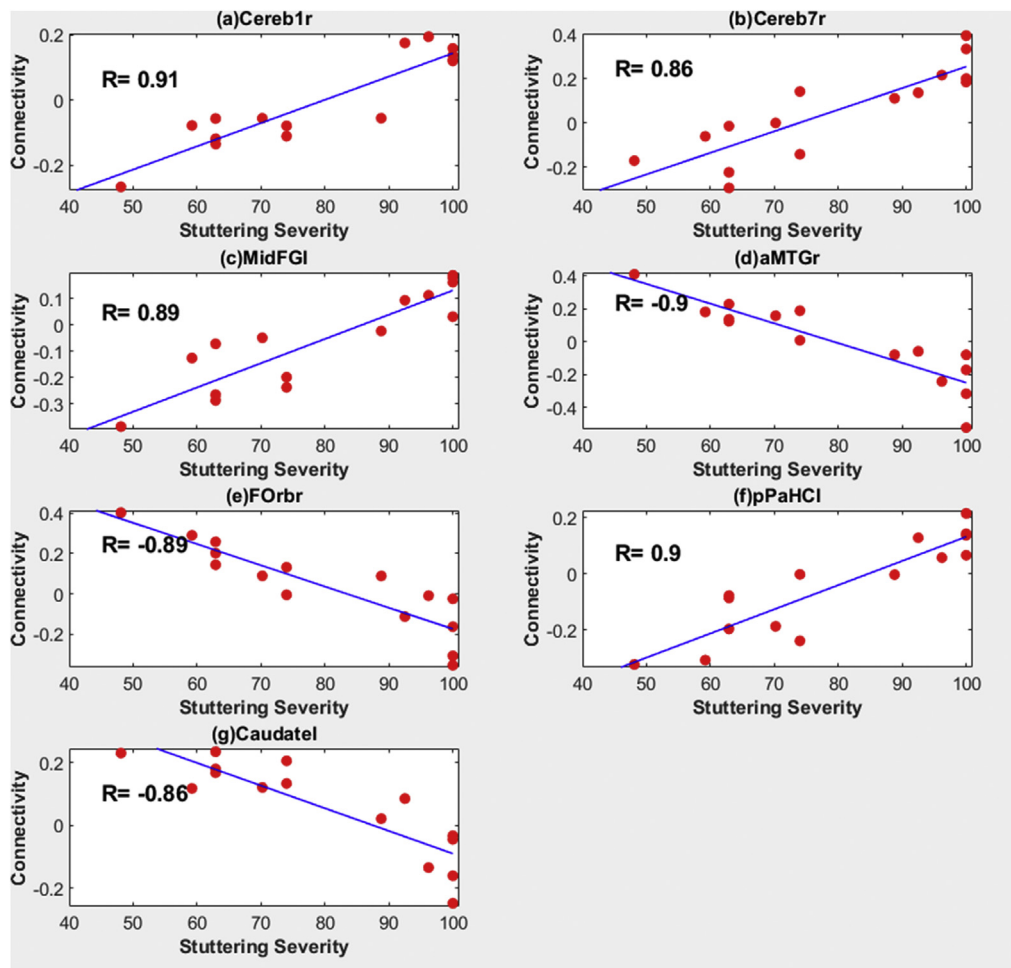 (a)Cereb1r
R= 0.91
Connectivity
0.2
0
-0.2
40 50 60 70 80 90 100
Stuttering Severity
(b)Cereb7r
R= 0.86
Connectivity
0.4
0.2
0
-0.2
40 50 60 70 80 90 100
Stuttering Severity
(c)MidFGl
R= 0.89
Connectivity
0.1
0
-0.1
-0.2
-0.3
40 50 60 70 80 90 100
Stuttering Severity
(d)aMTGr
R= -0.9
Connectivity
0.4
0.2
0
-0.2
-0.4
40 50 60 70 80 90 100
Stuttering Severity
(e)FOrbr
R= -0.89
Connectivity
0.4
0.2
0
-0.2
40 50 60 70 80 90 100
Stuttering Severity
(f)pPaHCl
R= 0.9
Connectivity
0.2
0
-0.2
40 50 60 70 80 90 100
Stuttering Severity
(g)Caudatel
R= -0.86
Connectivity
0.2
0
-0.2
40 50 60 70 80 90 100
Stuttering Severity